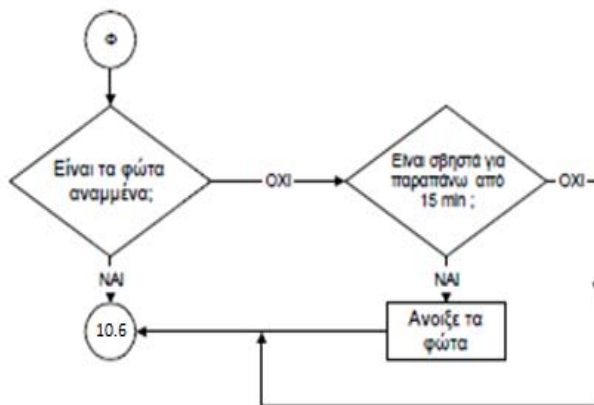 Φ
Είναι τα φώτα
αναμμένα;
ΟΧΙ
Είναι σβηστά για
παραπάνω από
15 min ;
ΟΧΙ
ΝΑΙ
ΝΑΙ
10.6
Ανοιξε τα
φώτα